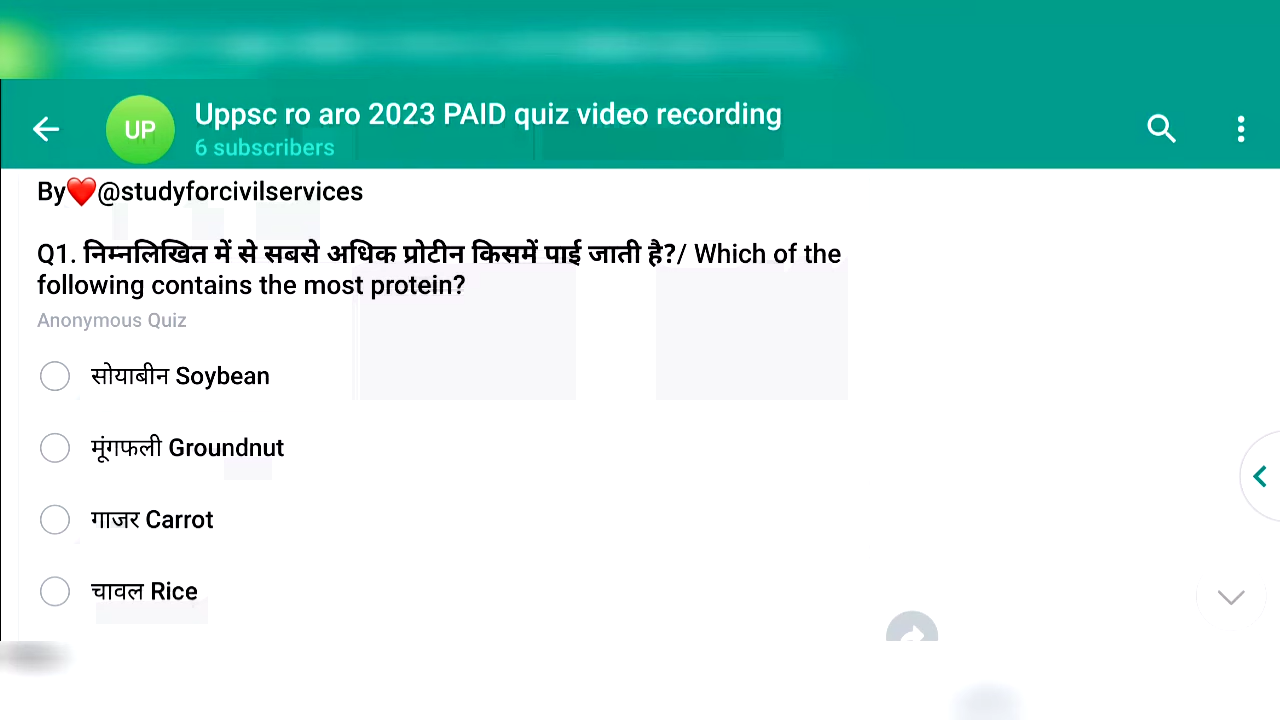 UP
Uppsc ro aro 2023 PAID quiz video recording
6 subscribers
By❤️@studyforcivilservices
Q1. निम्नलिखित में से सबसे अधिक प्रोटीन किसमें पाई जाती है?/ Which of the
following contains the most protein?
Anonymous Quiz
सोयाबीन Soybean
मूंगफली Groundnut
गाजर Carrot
चावल Rice